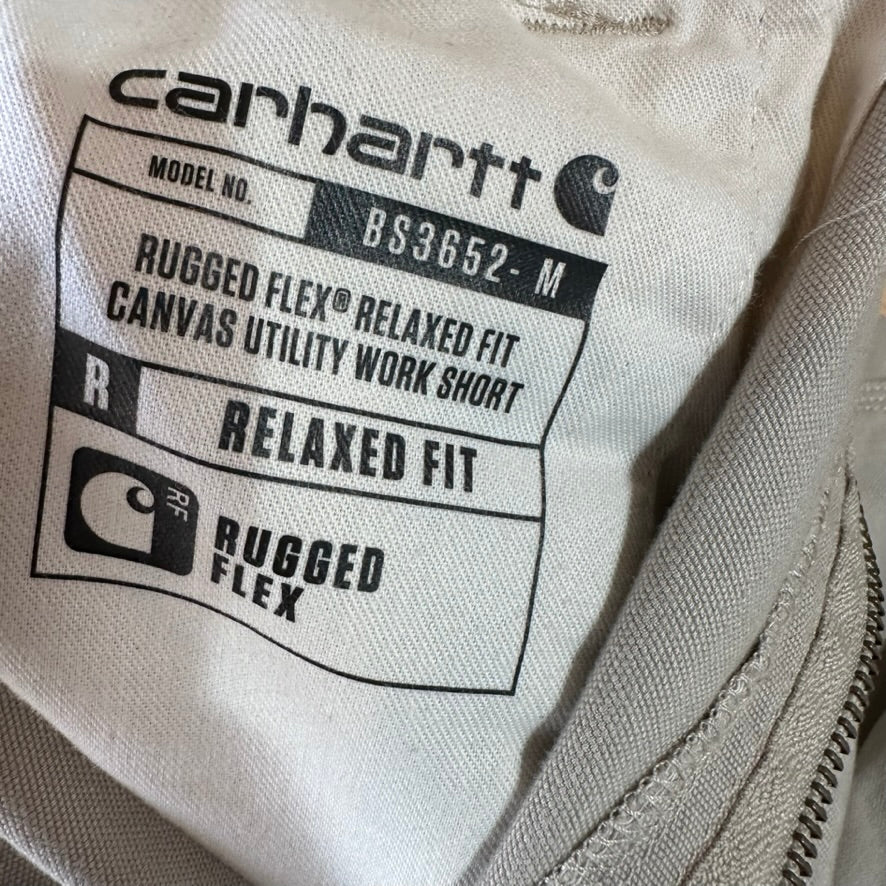 carhartt
MODEL NO. BS3652-M
RUGGED FLEX® RELAXED FIT
CANVAS UTILITY WORK SHORT
R RELAXED FIT
RF
RUGGED
FLEX